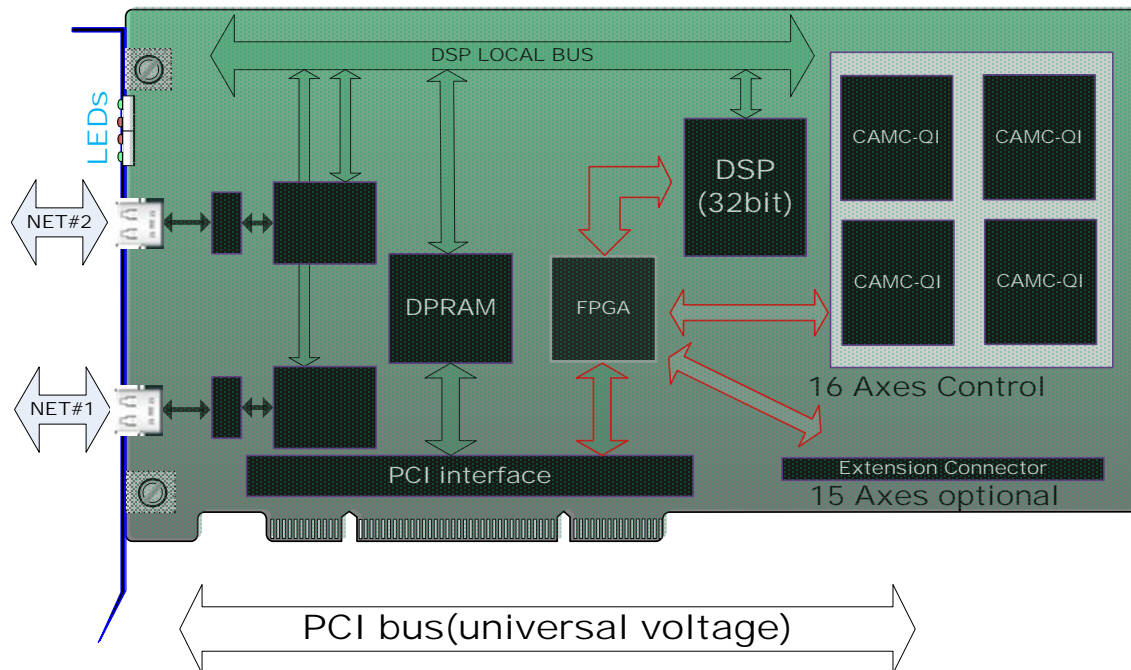 DSP LOCAL BUS
LEDs
CAMC-QI
CAMC-QI
DSP
(32bit)
NET#2
CAMC-QI
CAMC-QI
DPRAM
FPGA
16 Axes Control
NET#1
PCI interface
Extension Connector
15 Axes optional
PCI bus(universal voltage)